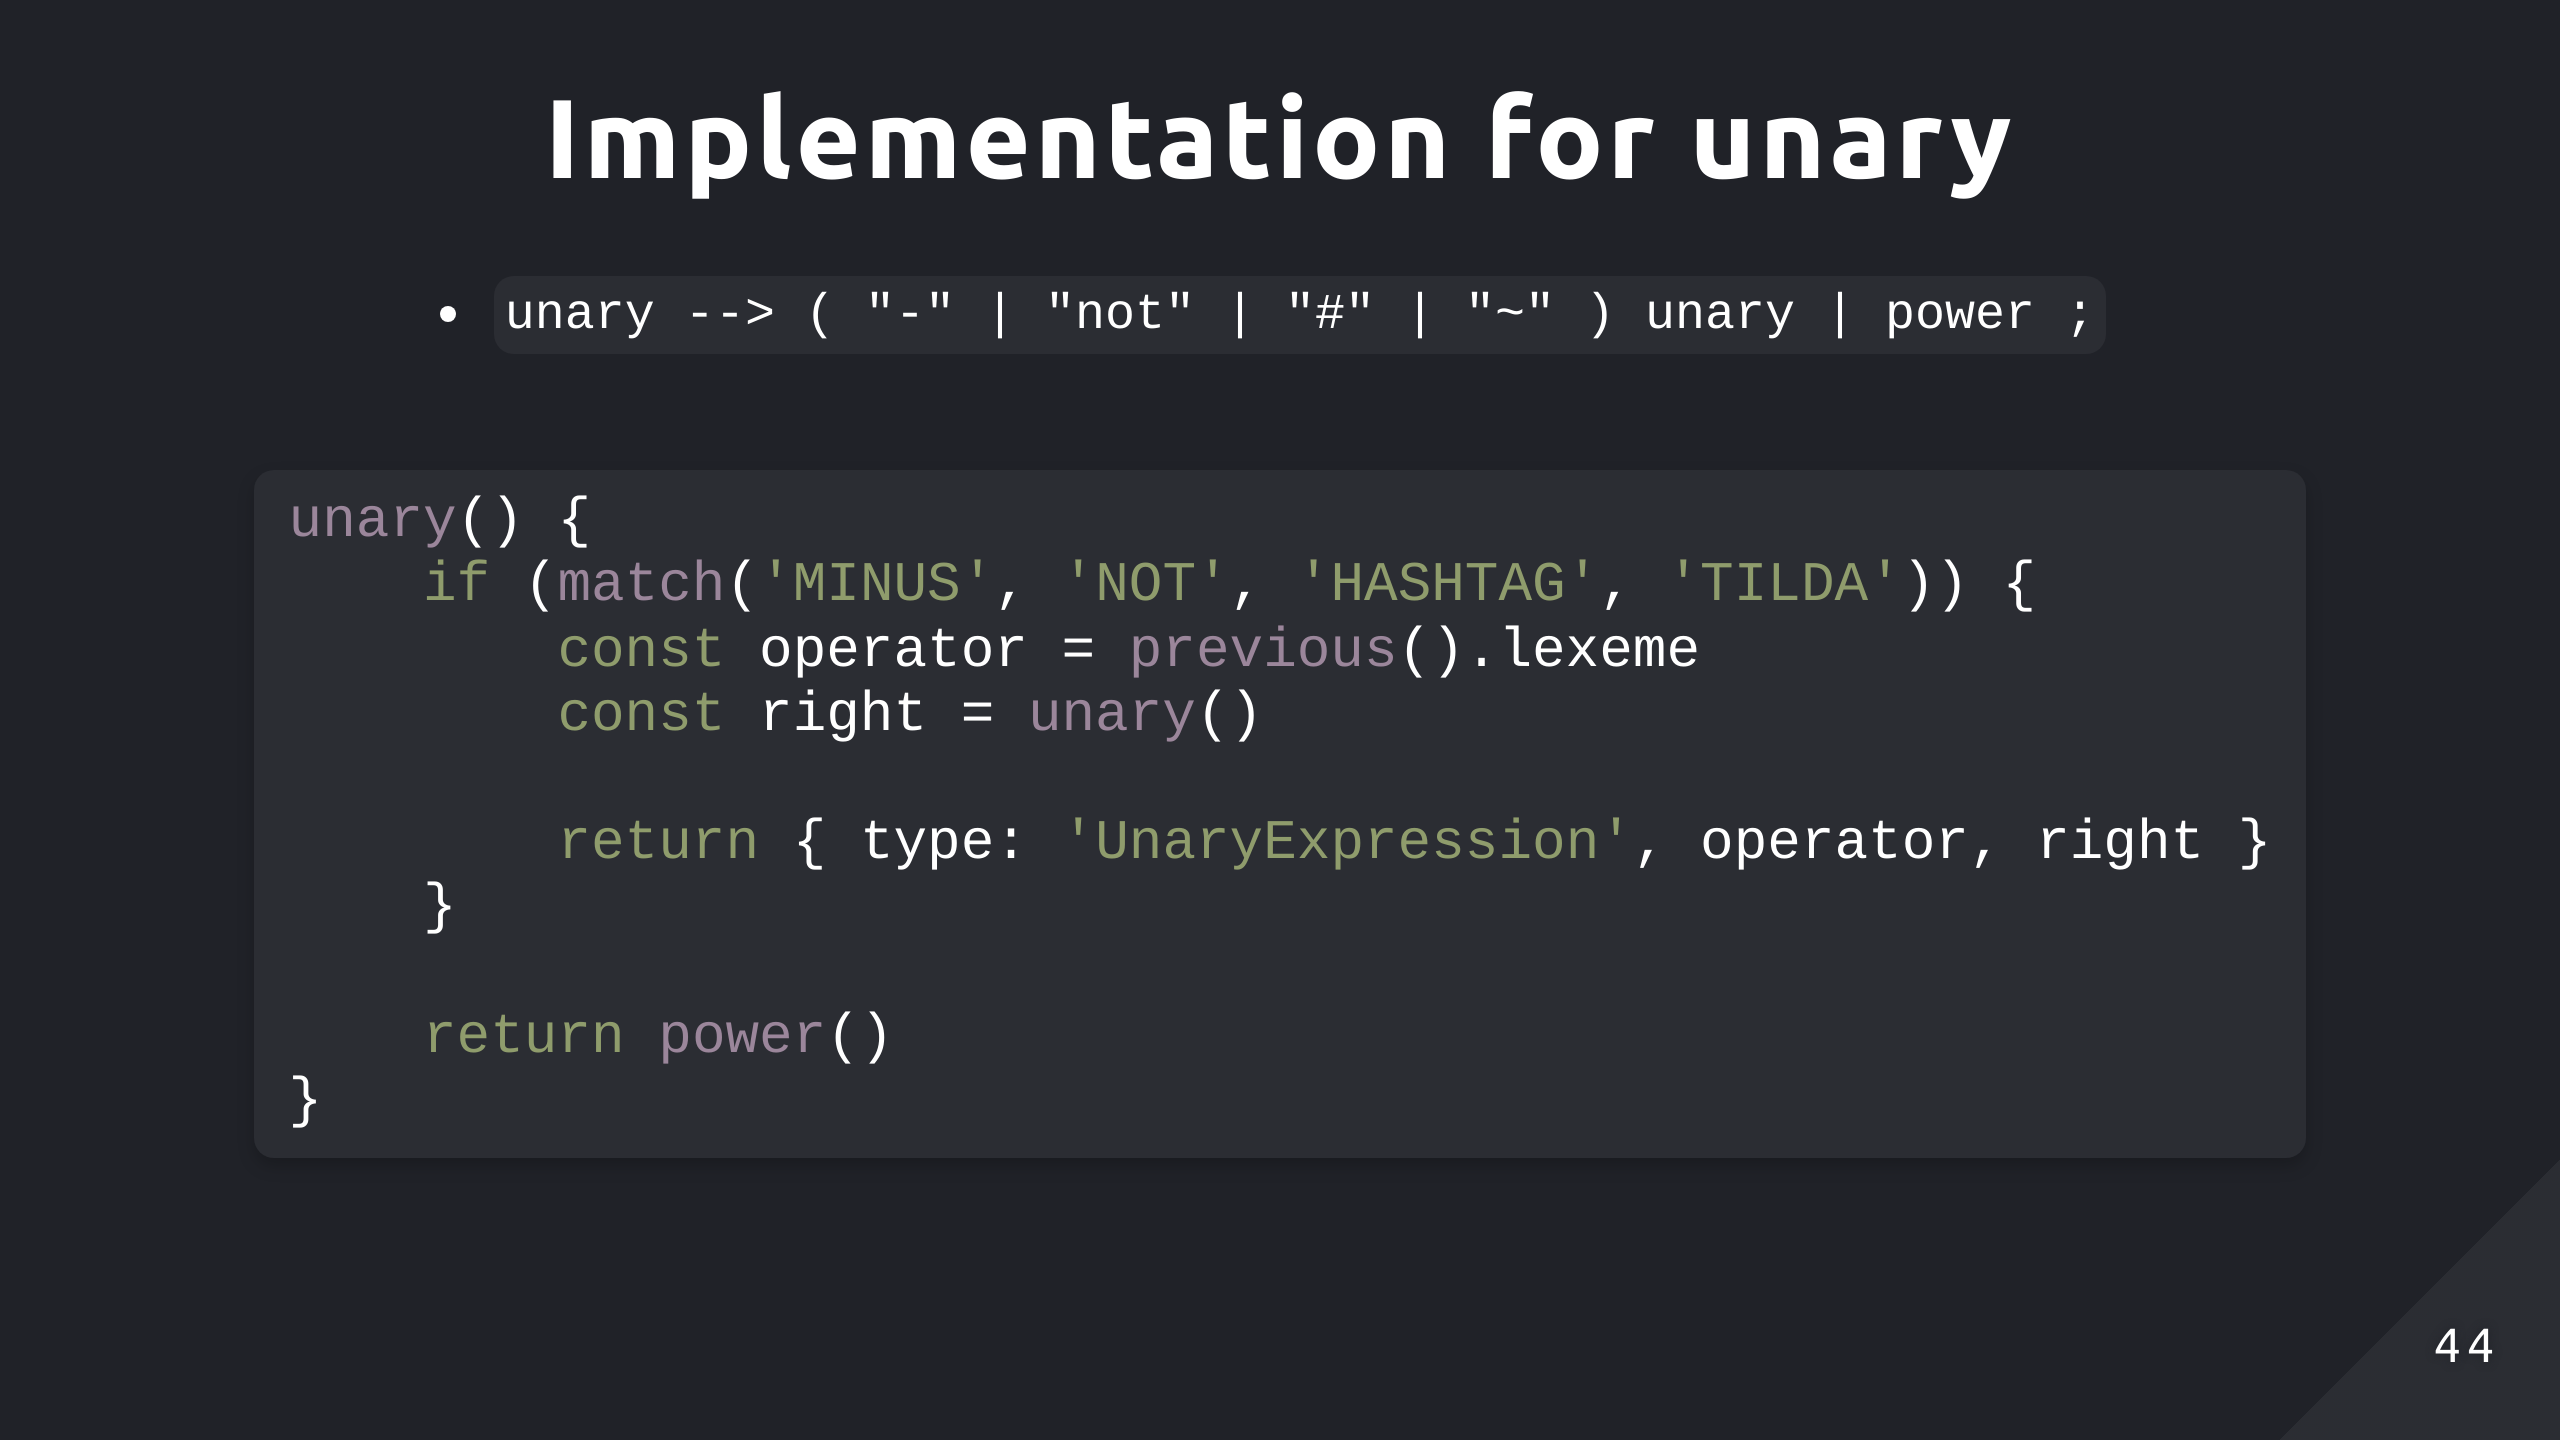 Implementation for unary
• unary --> ( "-" | "not" | "#" | "~" ) unary | power ;
unary() {
    if (match('MINUS', 'NOT', 'HASHTAG', 'TILDA')) {
        const operator = previous().lexeme
        const right = unary()

        return { type: 'UnaryExpression', operator, right }
    }

    return power()
}
44